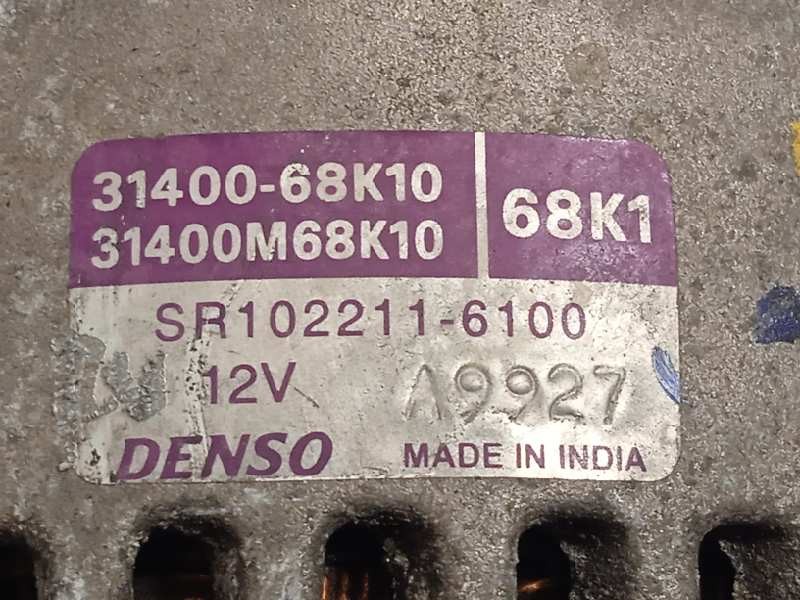 31400-68K10
31400M68K10
68K1
SR102211-6100
12V
A9927
DENSO
MADE IN INDIA